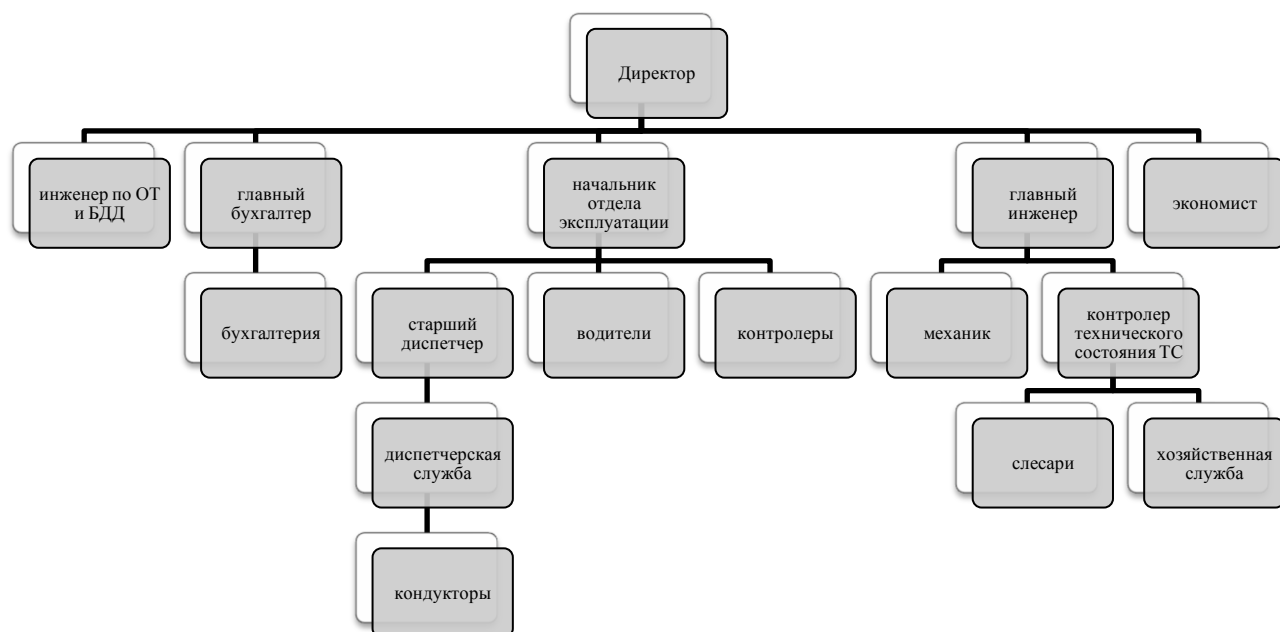 Директор
инженер по ОТ
и БДД
главный
бухгалтер
начальник
отдела
эксплуатации
главный
инженер
экономист
бухгалтерия
старший
диспетчер
водители
контролеры
механик
контролер
технического
состояния ТС
диспетчерская
служба
слесари
хозяйственная
служба
кондукторы